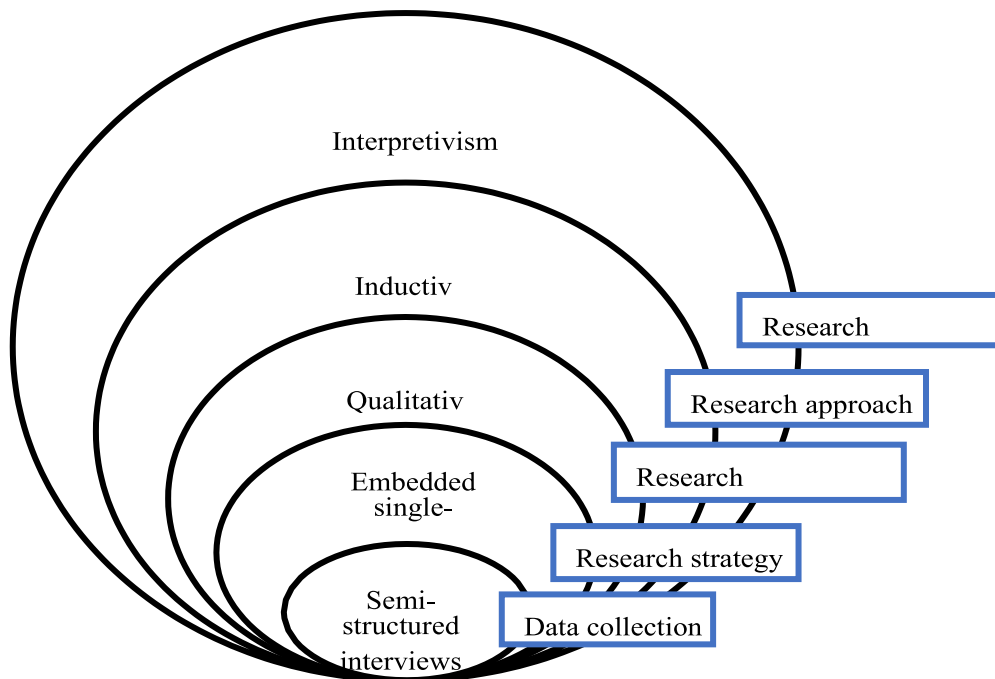 Interpretivism
Inductiv
Research
Qualitativ
Research approach
Research
Embedded
single-
Research strategy
Semi-
structured
interviews
Data collection